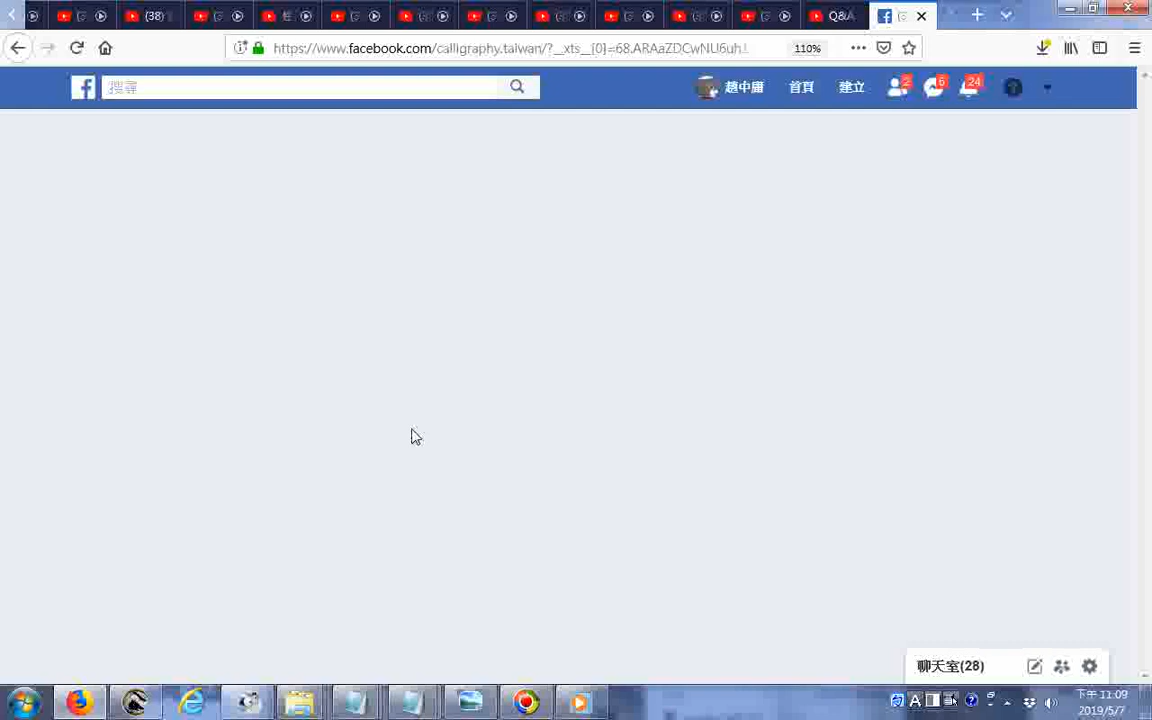 (38)
Q&A
https://www.facebook.com/calligraphy.taiwan/?__xts__[0]=68.ARAaZDCwNU6uh
110%
搜尋
趙中庸
首頁
建立
2
6
24
聊天室(28)
下午 11:09
2019/5/7